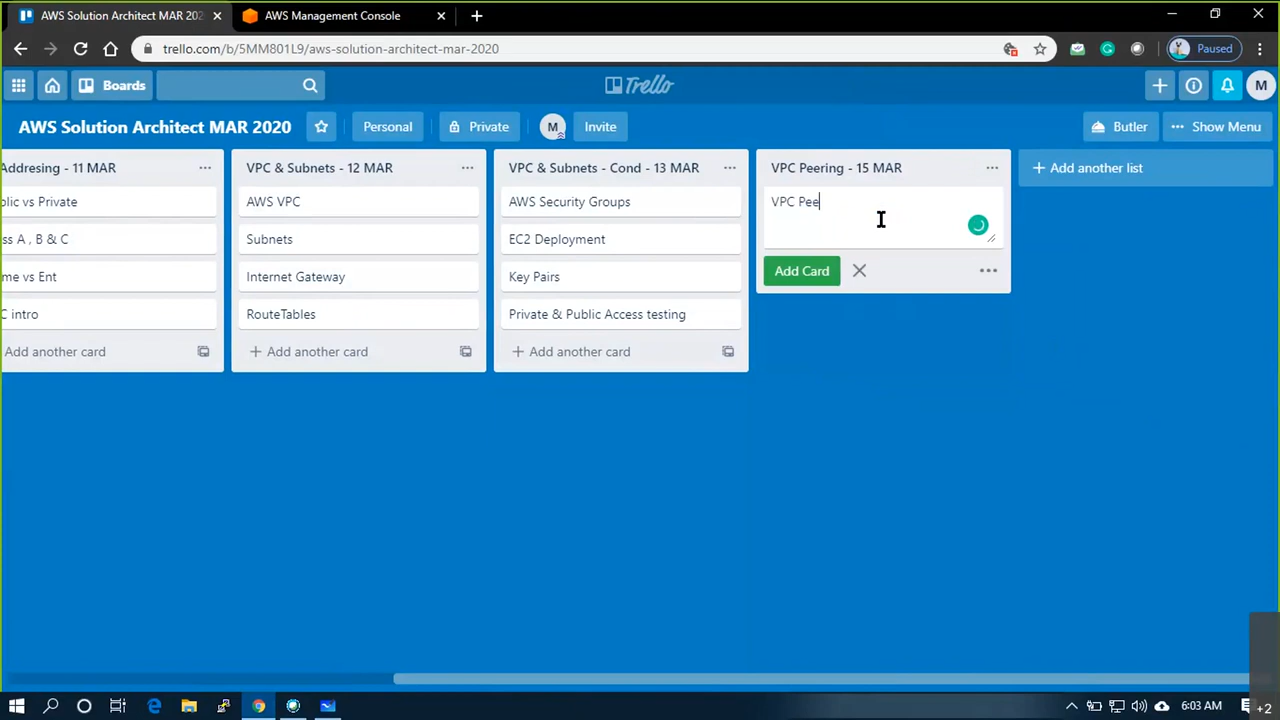 AWS Solution Architect MAR 202
AWS Management Console
trello.com/b/5MM801L9/aws-solution-architect-mar-2020
Paused
Boards
Trello
M
AWS Solution Architect MAR 2020
Personal
Private
M
Invite
Butler
Show Menu
Addresing - 11 MAR
blic vs Private
ss A , B & C
me vs Ent
C intro
Add another card
VPC & Subnets - 12 MAR
AWS VPC
Subnets
Internet Gateway
RouteTables
Add another card
VPC & Subnets - Cond - 13 MAR
AWS Security Groups
EC2 Deployment
Key Pairs
Private & Public Access testing
Add another card
VPC Peering - 15 MAR
VPC Pee
Add Card
Add another list
6:03 AM
+2